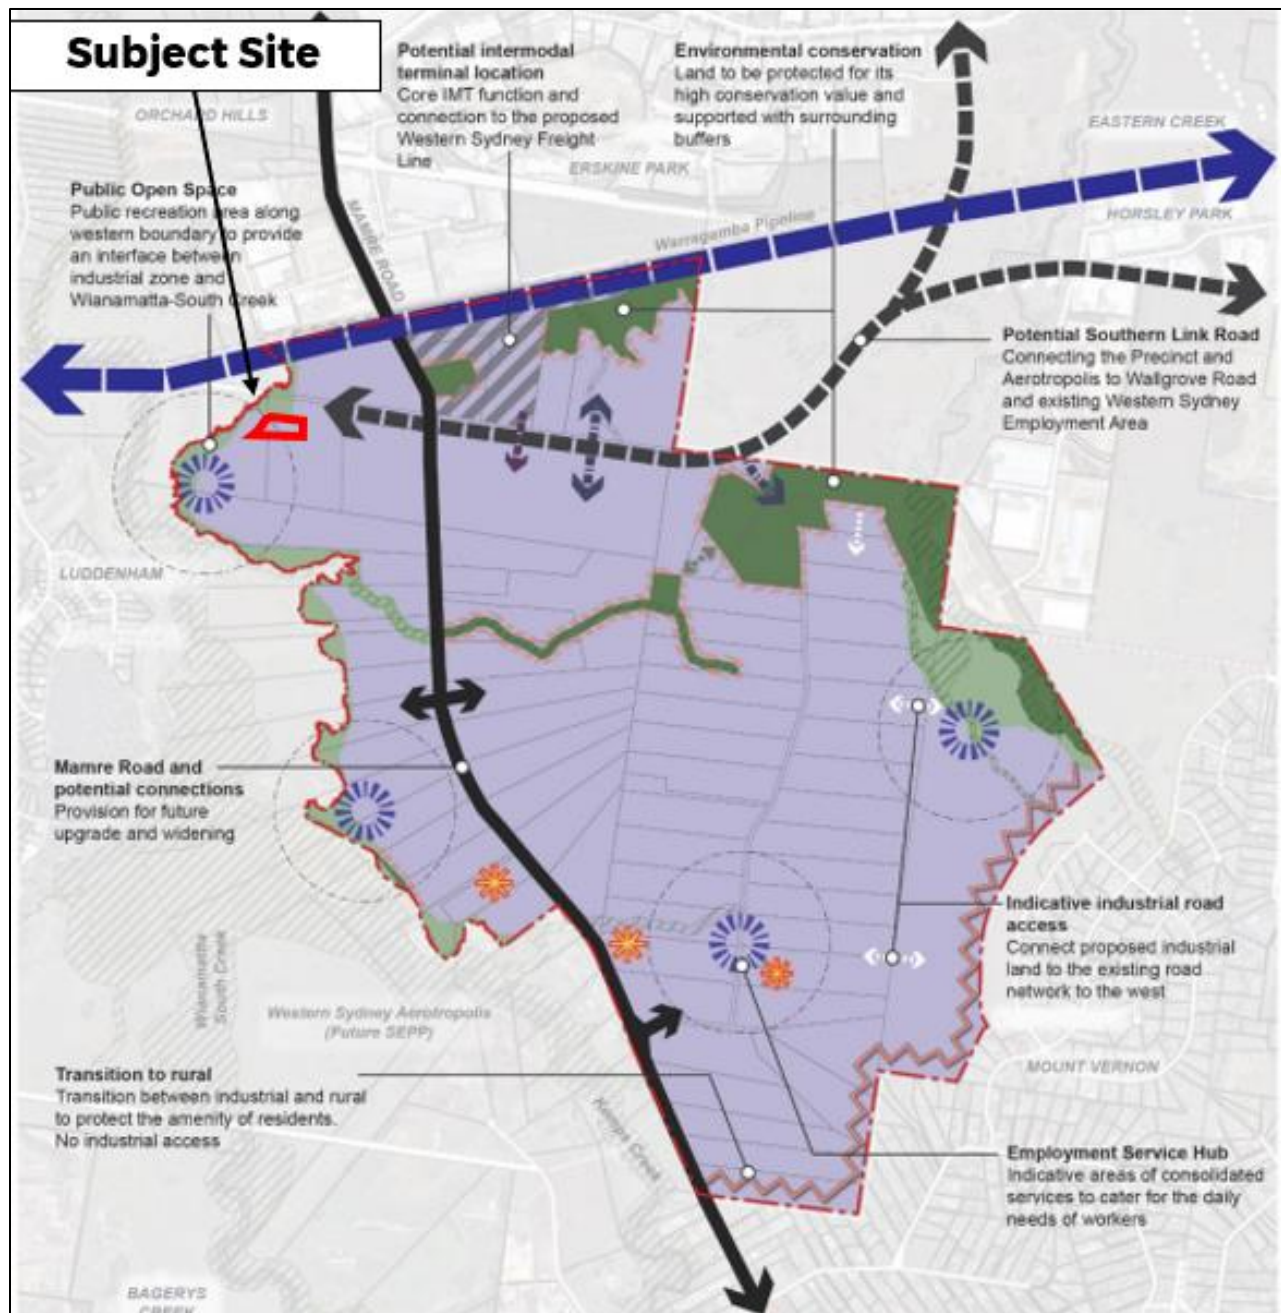 Subject Site
Potential intermodal
terminal location
Core IMT function and
connection to the proposed
Western Sydney Freight
Line
Environmental conservation
Land to be protected for its
high conservation value and
supported with surrounding
buffers
ORCHARD HILLS
ERSKINE PARK
EASTERN CREEK
HORSLEY PARK
Public Open Space
Public recreation area along
western boundary to provide
an interface between
industrial zone and
Wianamatta-South Creek
MAMRE ROAD
Warragamba Pipeline
Potential Southern Link Road
Connecting the Precinct and
Aerotropolis to Wallgrove Road
and existing Western Sydney
Employment Area
LUDDENHAM
Mamre Road and
potential connections
Provision for future
upgrade and widening
Indicative industrial road
access
Connect proposed industrial
land to the existing road
network to the west
Wianamatta
South Creek
Western Sydney Aerotropolis
(Future SEPP)
MOUNT VERNON
Transition to rural
Transition between industrial and rural
to protect the amenity of residents.
No industrial access
Kemps Creek
Employment Service Hub
Indicative areas of consolidated
services to cater for the daily
needs of workers
BAGERYS
CREEK